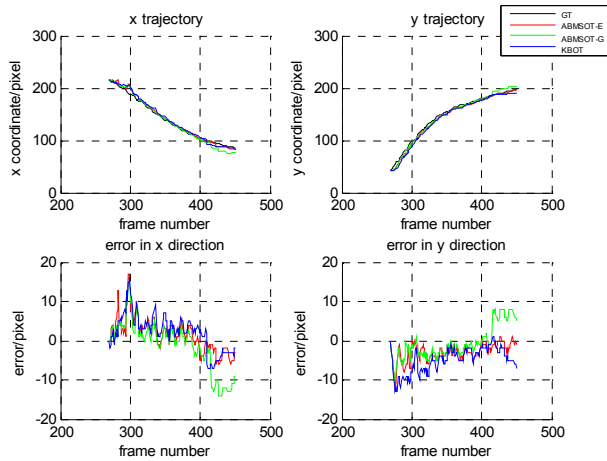 x trajectory
y trajectory
GT
ABMSOT-E
ABMSOT-G
KBOT
300
200
100
0
x coordinate/pixel
200
300
400
500
frame number
300
200
100
0
y coordinate/pixel
200
300
400
500
frame number
error in x direction
20
10
0
-10
-20
error/pixel
200
300
400
500
frame number
error in y direction
20
10
0
-10
-20
error/pixel
200
300
400
500
frame number